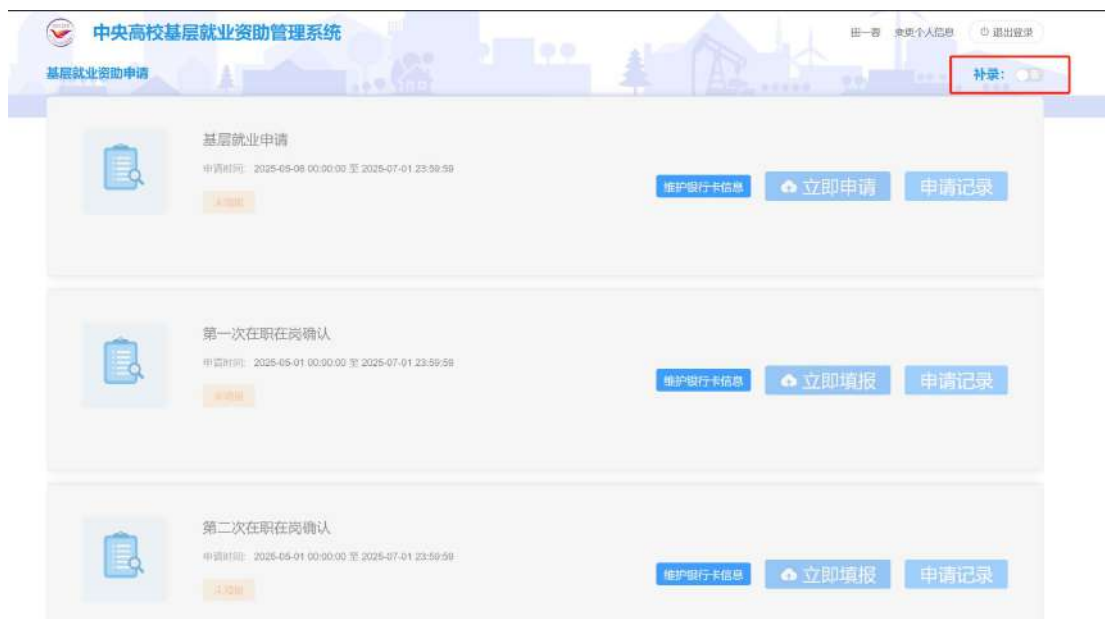 中央高校基层就业资助管理系统
变更个人信息 退出登录
基层就业资助申请
补录:
基层就业申请
申请时间: 2025-05-08 00:00:00 至 2025-07-01 23:59:59
维护银行卡信息 立即申请 申请记录
第一次在职在岗确认
申请时间: 2025-05-01 00:00:00 至 2025-07-01 23:59:59
维护银行卡信息 立即填报 申请记录
第二次在职在岗确认
申请时间: 2025-05-01 00:00:00 至 2025-07-01 23:59:59
维护银行卡信息 立即填报 申请记录